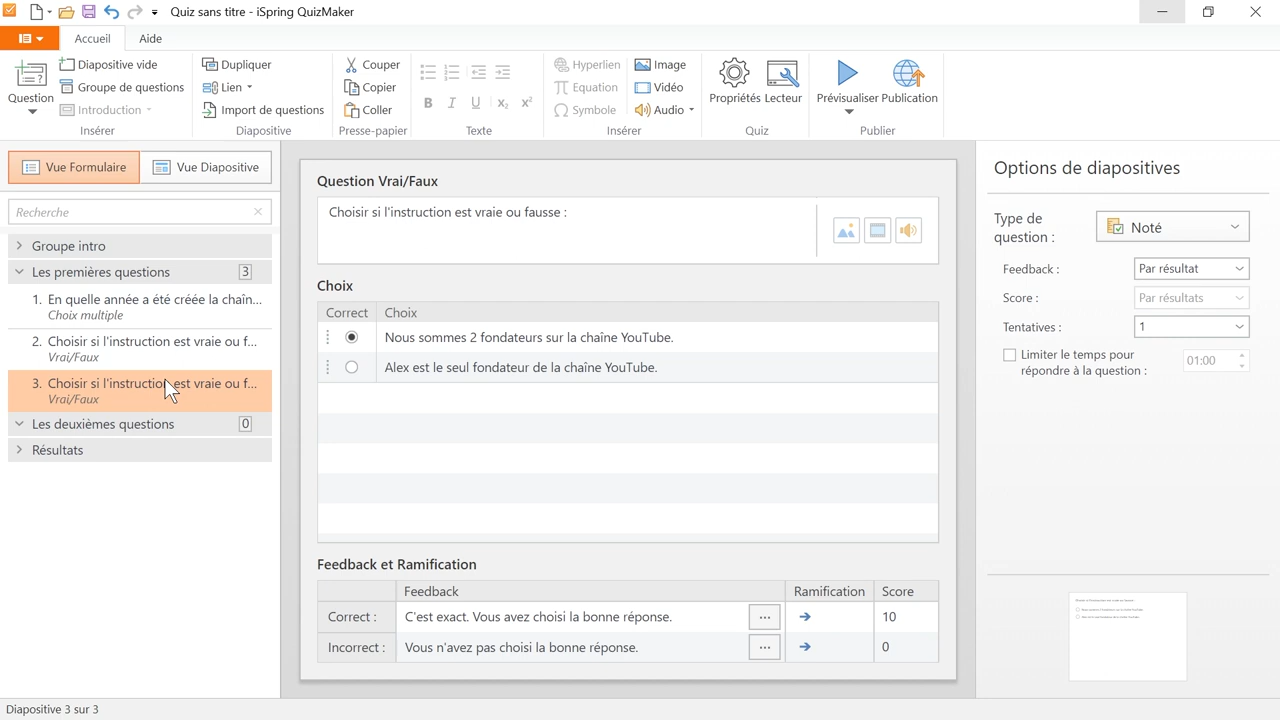 Quiz sans titre - iSpring QuizMaker
Accueil
Aide
Question
Diapositive vide
Groupe de questions
Introduction
Insérer
Dupliquer
Lien
Import de questions
Diapositive
Couper
Copier
Coller
Presse-papier
B I U X₂ X²
Texte
Hyperlien
Equation
Symbole
Image
Vidéo
Audio
Insérer
Propriétés
Lecteur
Quiz
Prévisualiser
Publication
Publier
Vue Formulaire
Vue Diapositive
Recherche
Groupe intro
Les premières questions 3
1. En quelle année a été créée la chaîn...
Choix multiple
2. Choisir si l'instruction est vraie ou f...
Vrai/Faux
3. Choisir si l'instruction est vraie ou f...
Vrai/Faux
Les deuxièmes questions 0
Résultats
Question Vrai/Faux
Choisir si l'instruction est vraie ou fausse :
Choix
Correct Choix
Nous sommes 2 fondateurs sur la chaîne YouTube.
Alex est le seul fondateur de la chaîne YouTube.
Feedback et Ramification
Feedback Ramification Score
Correct : C'est exact. Vous avez choisi la bonne réponse. ... 10
Incorrect : Vous n'avez pas choisi la bonne réponse. ... 0
Options de diapositives
Type de
question : Noté
Feedback : Par résultat
Score : Par résultats
Tentatives : 1
Limiter le temps pour
répondre à la question : 01:00
Diapositive 3 sur 3